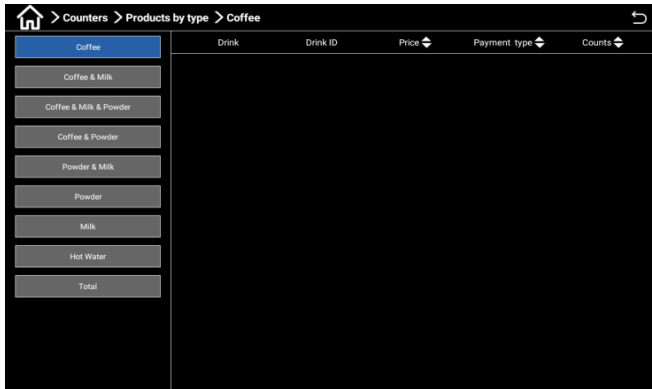 Counters Products by type Coffee
Drink Drink ID Price Payment type Counts
Coffee
Coffee & Milk
Coffee & Milk & Powder
Coffee & Powder
Powder & Milk
Powder
Milk
Hot Water
Total